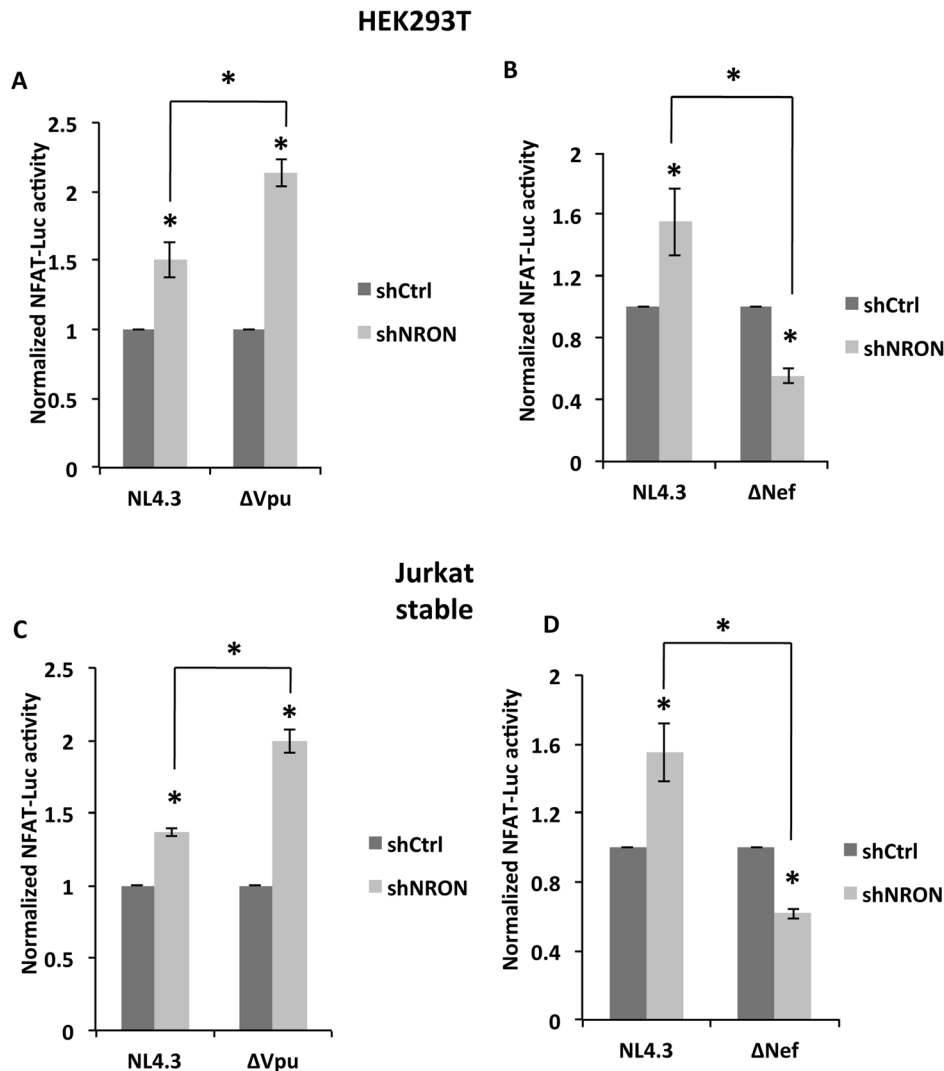 HEK293T
A
*
Normalized NFAT-Luc activity
2.5
2
1.5
1
0.5
0
*
*
NL4.3
ΔVpu
shCtrl
shNRON
B
*
Normalized NFAT-Luc activity
2
1.6
1.2
0.8
0.4
0
*
*
NL4.3
ΔNef
shCtrl
shNRON
Jurkat
stable
C
*
Normalized NFAT-Luc activity
2.5
2
1.5
1
0.5
0
*
*
NL4.3
ΔVpu
shCtrl
shNRON
D
*
Normalized NFAT-Luc activity
2
1.6
1.2
0.8
0.4
0
*
*
NL4.3
ΔNef
shCtrl
shNRON